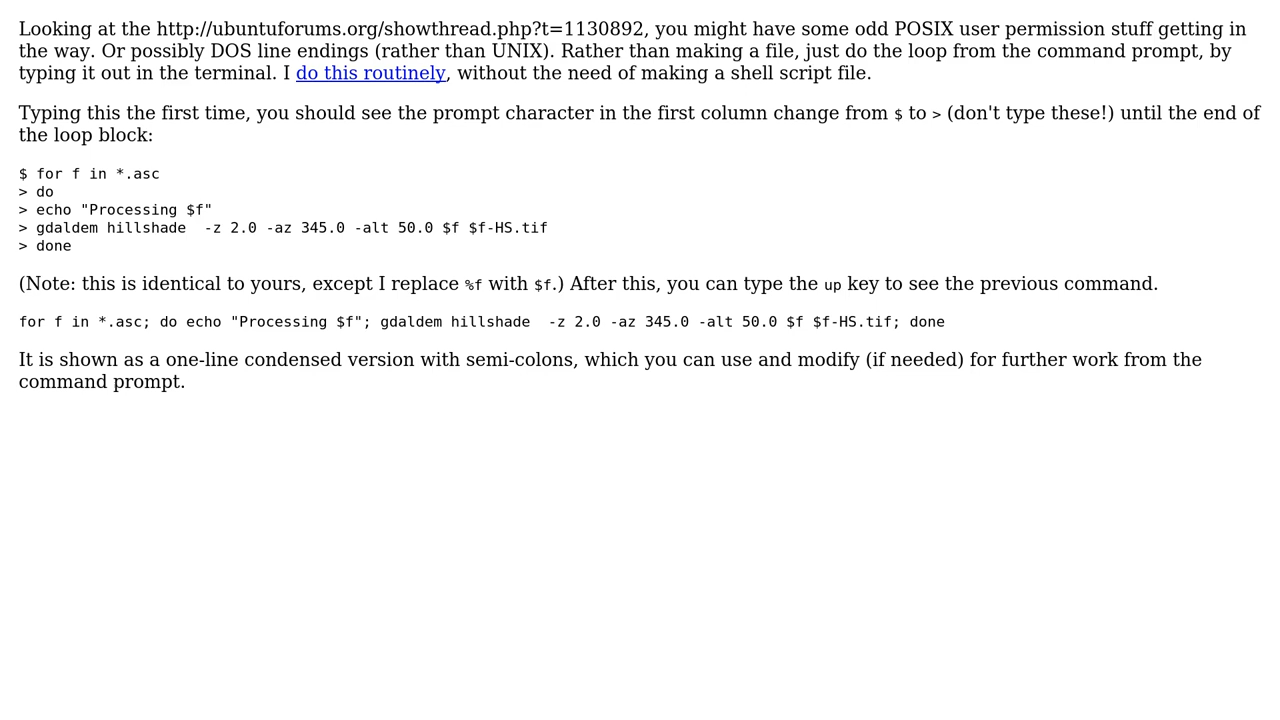 Looking at the http://ubuntuforums.org/showthread.php?t=1130892, you might have some odd POSIX user permission stuff getting in
the way. Or possibly DOS line endings (rather than UNIX). Rather than making a file, just do the loop from the command prompt, by
typing it out in the terminal. I do this routinely, without the need of making a shell script file.
Typing this the first time, you should see the prompt character in the first column change from $ to > (don't type these!) until the end of
the loop block:
$ for f in *.asc
> do
> echo "Processing $f"
> gdaldem hillshade  -z 2.0 -az 345.0 -alt 50.0 $f $f-HS.tif
> done
(Note: this is identical to yours, except I replace %f with $f.) After this, you can type the up key to see the previous command.
for f in *.asc; do echo "Processing $f"; gdaldem hillshade  -z 2.0 -az 345.0 -alt 50.0 $f $f-HS.tif; done
It is shown as a one-line condensed version with semi-colons, which you can use and modify (if needed) for further work from the
command prompt.